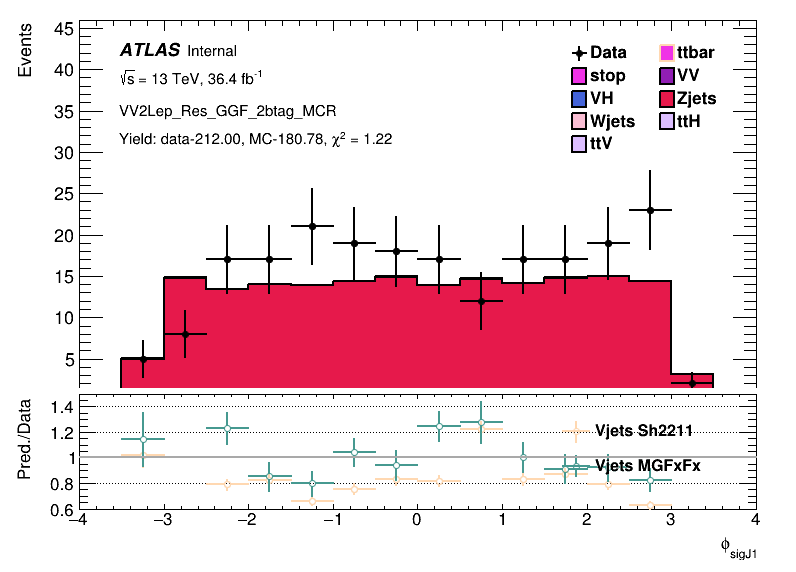 Events
45
40
35
30
25
20
15
10
5
ATLAS Internal
√s = 13 TeV, 36.4 fb⁻¹
VV2Lep_Res_GGF_2btag_MCR
Yield: data-212.00, MC-180.78, χ² = 1.22
Data
ttbar
stop
VV
VH
Zjets
Wjets
ttH
ttV
Pred./Data
1.4
1.2
1
0.8
0.6
Vjets Sh2211
Vjets MGFxFx
−4 −3 −2 −1 0 1 2 3 4
ϕsigJ1